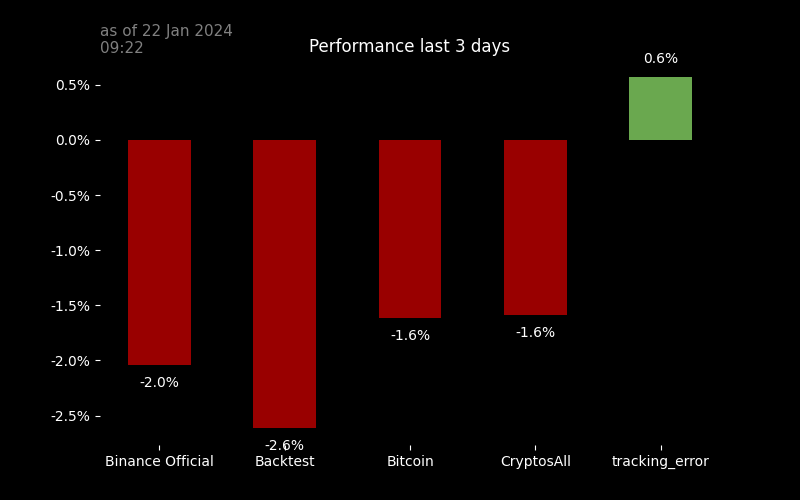 as of 22 Jan 2024
09:22
Performance last 3 days
0.6%
0.5%
0.0%
-0.5%
-1.0%
-1.5%
-2.0%
-2.5%
-2.0%
-2.6%
-1.6%
-1.6%
Binance Official
Backtest
Bitcoin
CryptosAll
tracking_error